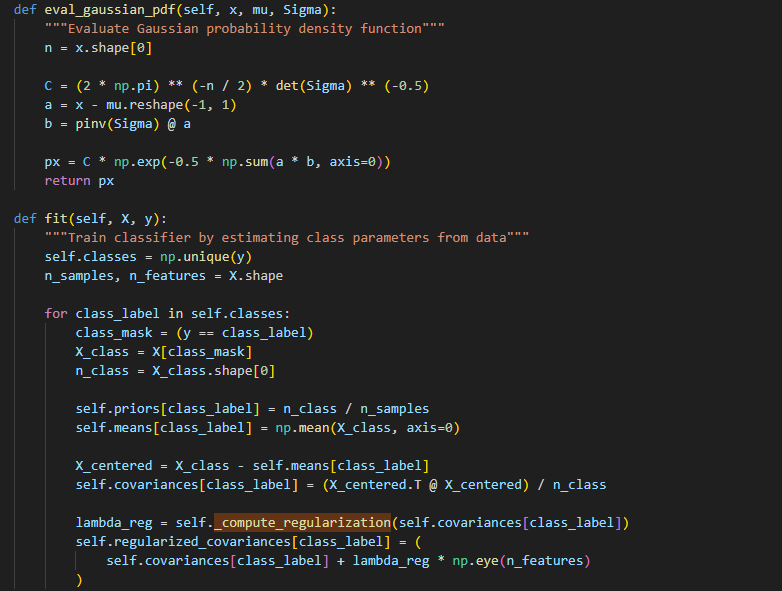 def eval_gaussian_pdf(self, x, mu, Sigma):
    """Evaluate Gaussian probability density function"""
    n = x.shape[0]

    C = (2 * np.pi) ** (-n / 2) * det(Sigma) ** (-0.5)
    a = x - mu.reshape(-1, 1)
    b = pinv(Sigma) @ a

    px = C * np.exp(-0.5 * np.sum(a * b, axis=0))
    return px

def fit(self, X, y):
    """Train classifier by estimating class parameters from data"""
    self.classes = np.unique(y)
    n_samples, n_features = X.shape

    for class_label in self.classes:
        class_mask = (y == class_label)
        X_class = X[class_mask]
        n_class = X_class.shape[0]

        self.priors[class_label] = n_class / n_samples
        self.means[class_label] = np.mean(X_class, axis=0)

        X_centered = X_class - self.means[class_label]
        self.covariances[class_label] = (X_centered.T @ X_centered) / n_class

        lambda_reg = self._compute_regularization(self.covariances[class_label])
        self.regularized_covariances[class_label] = (
            self.covariances[class_label] + lambda_reg * np.eye(n_features)
        )